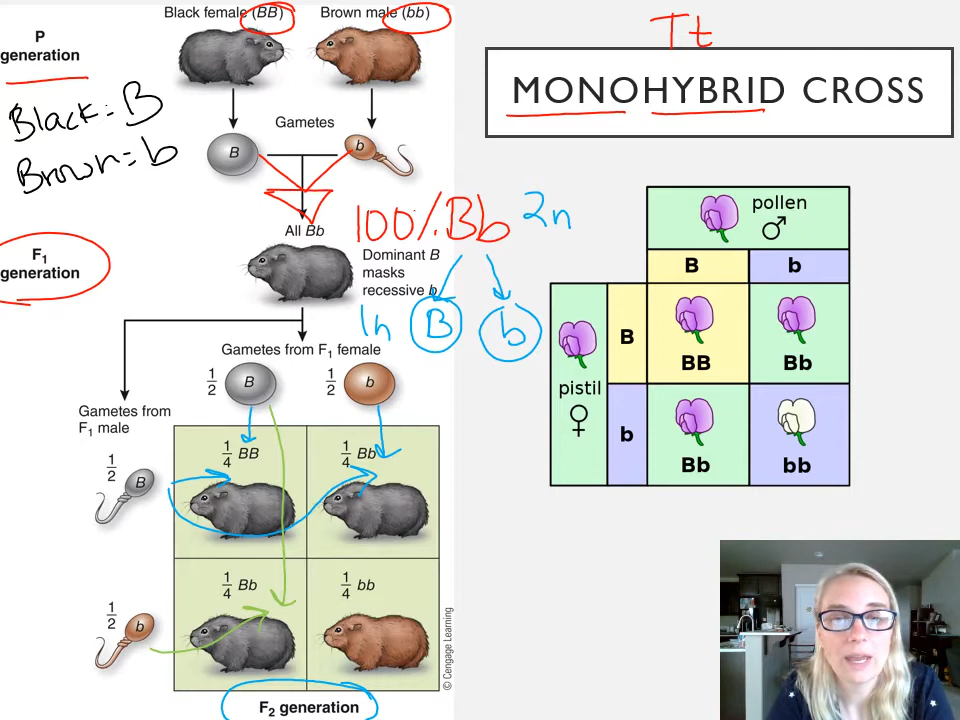 Black female (BB)
Brown male (bb)
P
generation
Black = B
Brown = b
Gametes
B
b
All Bb
F1
generation
Dominant B
masks
recessive b
100% Bb
2n
1n
B
b
Gametes from F1 female
1/2
B
1/2
b
Gametes from
F1 male
1/2
B
1/4 BB
1/4 Bb
1/2
b
1/4 Bb
1/4 bb
F2 generation
© Cengage Learning
Tt
MONOHYBRID CROSS
pollen
♂
B
b
pistil
♀
B
BB
Bb
b
Bb
bb